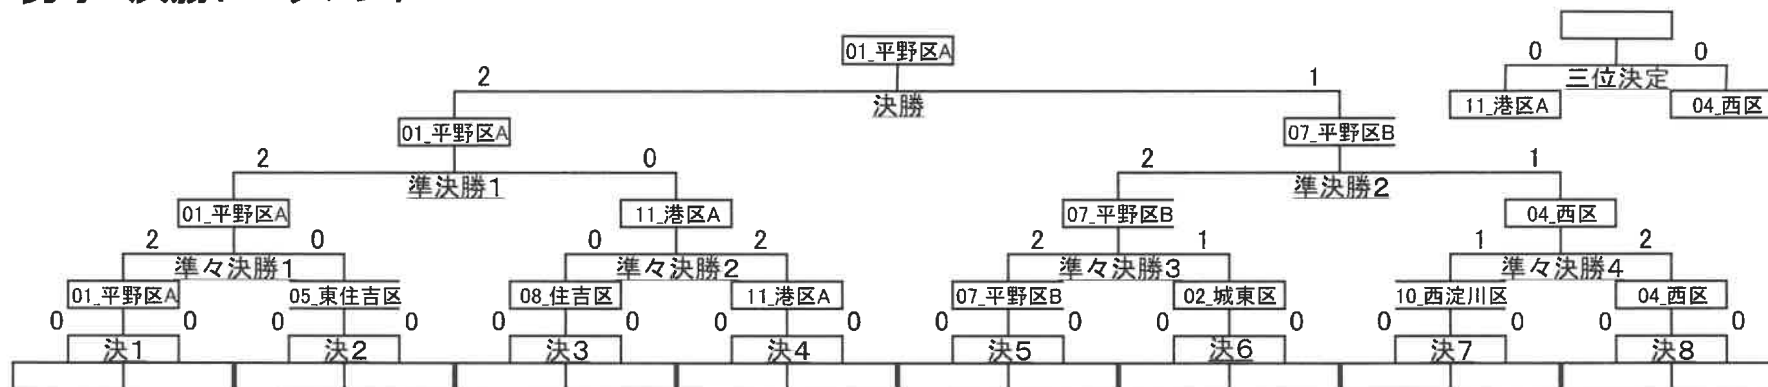 01_平野区A
0 0
2 1
決勝
三位決定
11_港区A 04_西区
01_平野区A 07_平野区B
2 0 2 1
準決勝1 準決勝2
01_平野区A 11_港区A 07_平野区B 04_西区
2 0 0 2 2 1 1 2
準々決勝1 準々決勝2 準々決勝3 準々決勝4
01_平野区A 05_東住吉区 08_住吉区 11_港区A 07_平野区B 02_城東区 10_西淀川区 04_西区
0 0 0 0 0 0 0 0 0 0 0 0 0 0 0 0
決1 決2 決3 決4 決5 決6 決7 決8